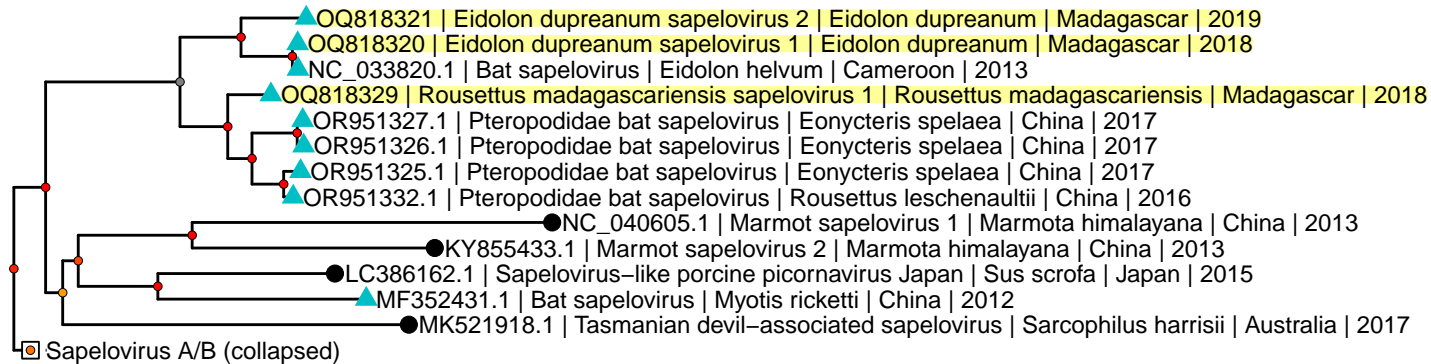 OQ818321 | Eidolon dupreanum sapelovirus 2 | Eidolon dupreanum | Madagascar | 2019
OQ818320 | Eidolon dupreanum sapelovirus 1 | Eidolon dupreanum | Madagascar | 2018
NC_033820.1 | Bat sapelovirus | Eidolon helvum | Cameroon | 2013
OQ818329 | Rousettus madagascariensis sapelovirus 1 | Rousettus madagascariensis | Madagascar | 2018
OR951327.1 | Pteropodidae bat sapelovirus | Eonycteris spelaea | China | 2017
OR951326.1 | Pteropodidae bat sapelovirus | Eonycteris spelaea | China | 2017
OR951325.1 | Pteropodidae bat sapelovirus | Eonycteris spelaea | China | 2017
OR951332.1 | Pteropodidae bat sapelovirus | Rousettus leschenaultii | China | 2016
NC_040605.1 | Marmot sapelovirus 1 | Marmota himalayana | China | 2013
KY855433.1 | Marmot sapelovirus 2 | Marmota himalayana | China | 2013
LC386162.1 | Sapelovirus−like porcine picornavirus Japan | Sus scrofa | Japan | 2015
MF352431.1 | Bat sapelovirus | Myotis ricketti | China | 2012
MK521918.1 | Tasmanian devil−associated sapelovirus | Sarcophilus harrisii | Australia | 2017
Sapelovirus A/B (collapsed)